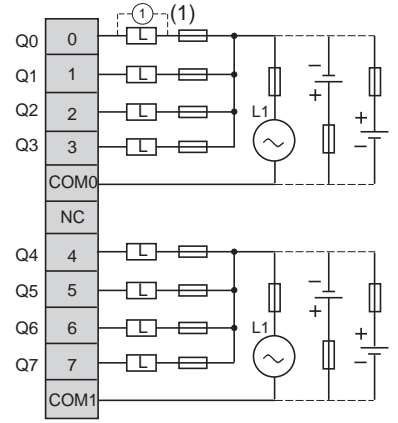 1 (1)
Q0 0 L
Q1 1 L
Q2 2 L L1
Q3 3 L
COM0
NC
Q4 4 L
Q5 5 L
Q6 6 L L1
Q7 7 L
COM1
− + + −
− + + −